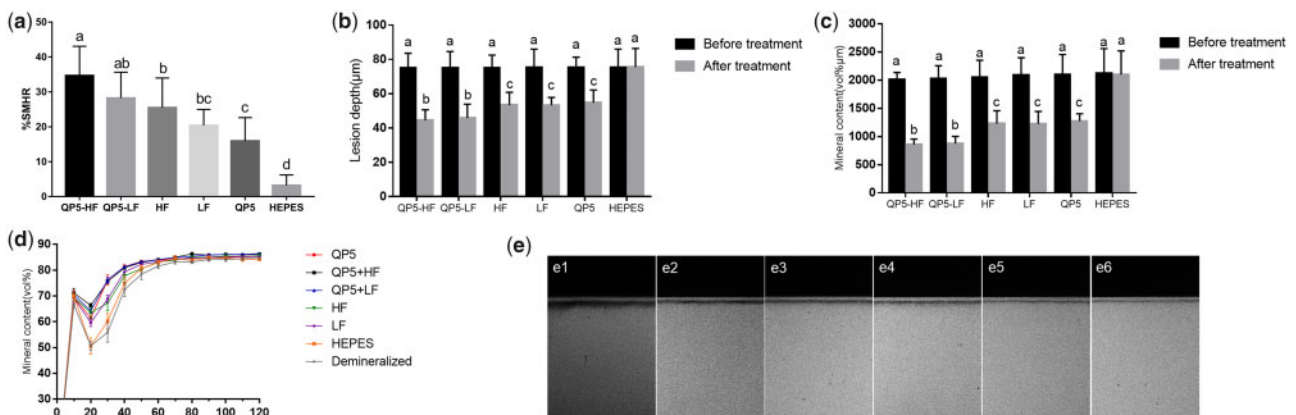 (a)
50
40
30
20
10
0
%SMHR
a
ab
b
bc
c
d
QP5-HF
QP5-LF
HF
LF
QP5
HEPES
(b)
100
80
60
40
20
0
Lesion depth(μm)
a
a
a
a
a
a
a
b
b
c
c
c
QP5-HF
QP5-LF
HF
LF
QP5
HEPES
Before treatment
After treatment
(c)
3000
2500
2000
1500
1000
500
0
Mineral content(vol%μm)
a
a
a
a
a
a
a
b
b
c
c
c
QP5-HF
QP5-LF
HF
LF
QP5
HEPES
Before treatment
After treatment
(d)
90
80
70
60
50
40
30
Mineral content(vol%)
0
20
40
60
80
100
120
QP5
QP5+HF
QP5+LF
HF
LF
HEPES
Demineralized
(e)
e1
e2
e3
e4
e5
e6